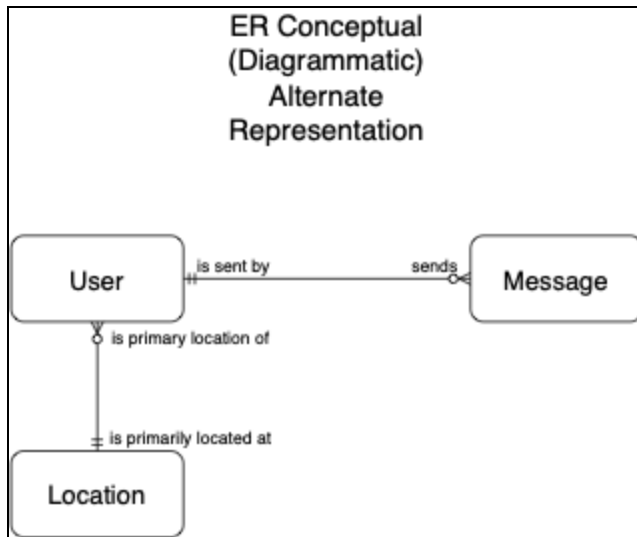 ER Conceptual
(Diagrammatic)
Alternate
Representation
User
is sent by
sends
Message
is primary location of
is primarily located at
Location